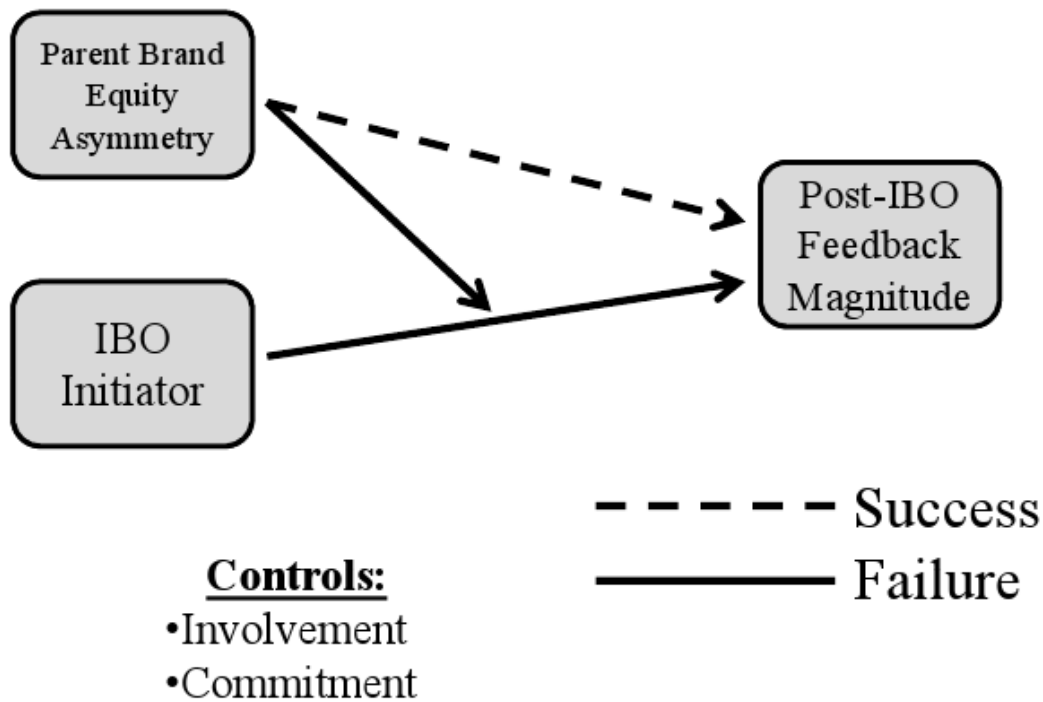 Parent Brand
Equity
Asymmetry
Post-IBO
Feedback
Magnitude
IBO
Initiator
Success
Failure
Controls:
•Involvement
•Commitment